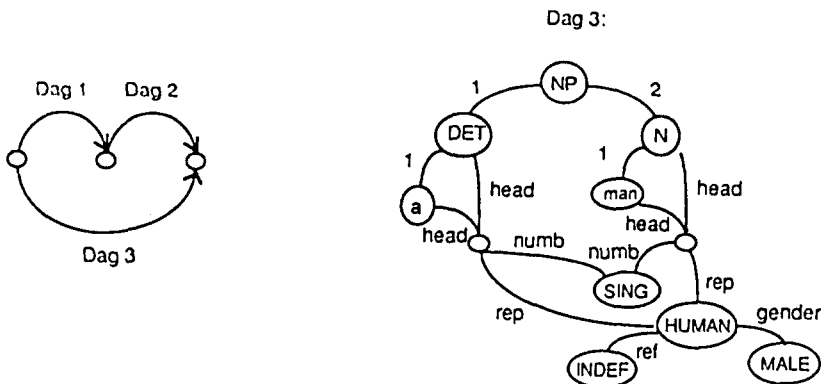 Dag 3:
Dag 1 Dag 2
Dag 3
1 NP 2
DET N
1 1
head man head
a
head head
numb numb
SING
rep rep
HUMAN gender
INDEF ref MALE